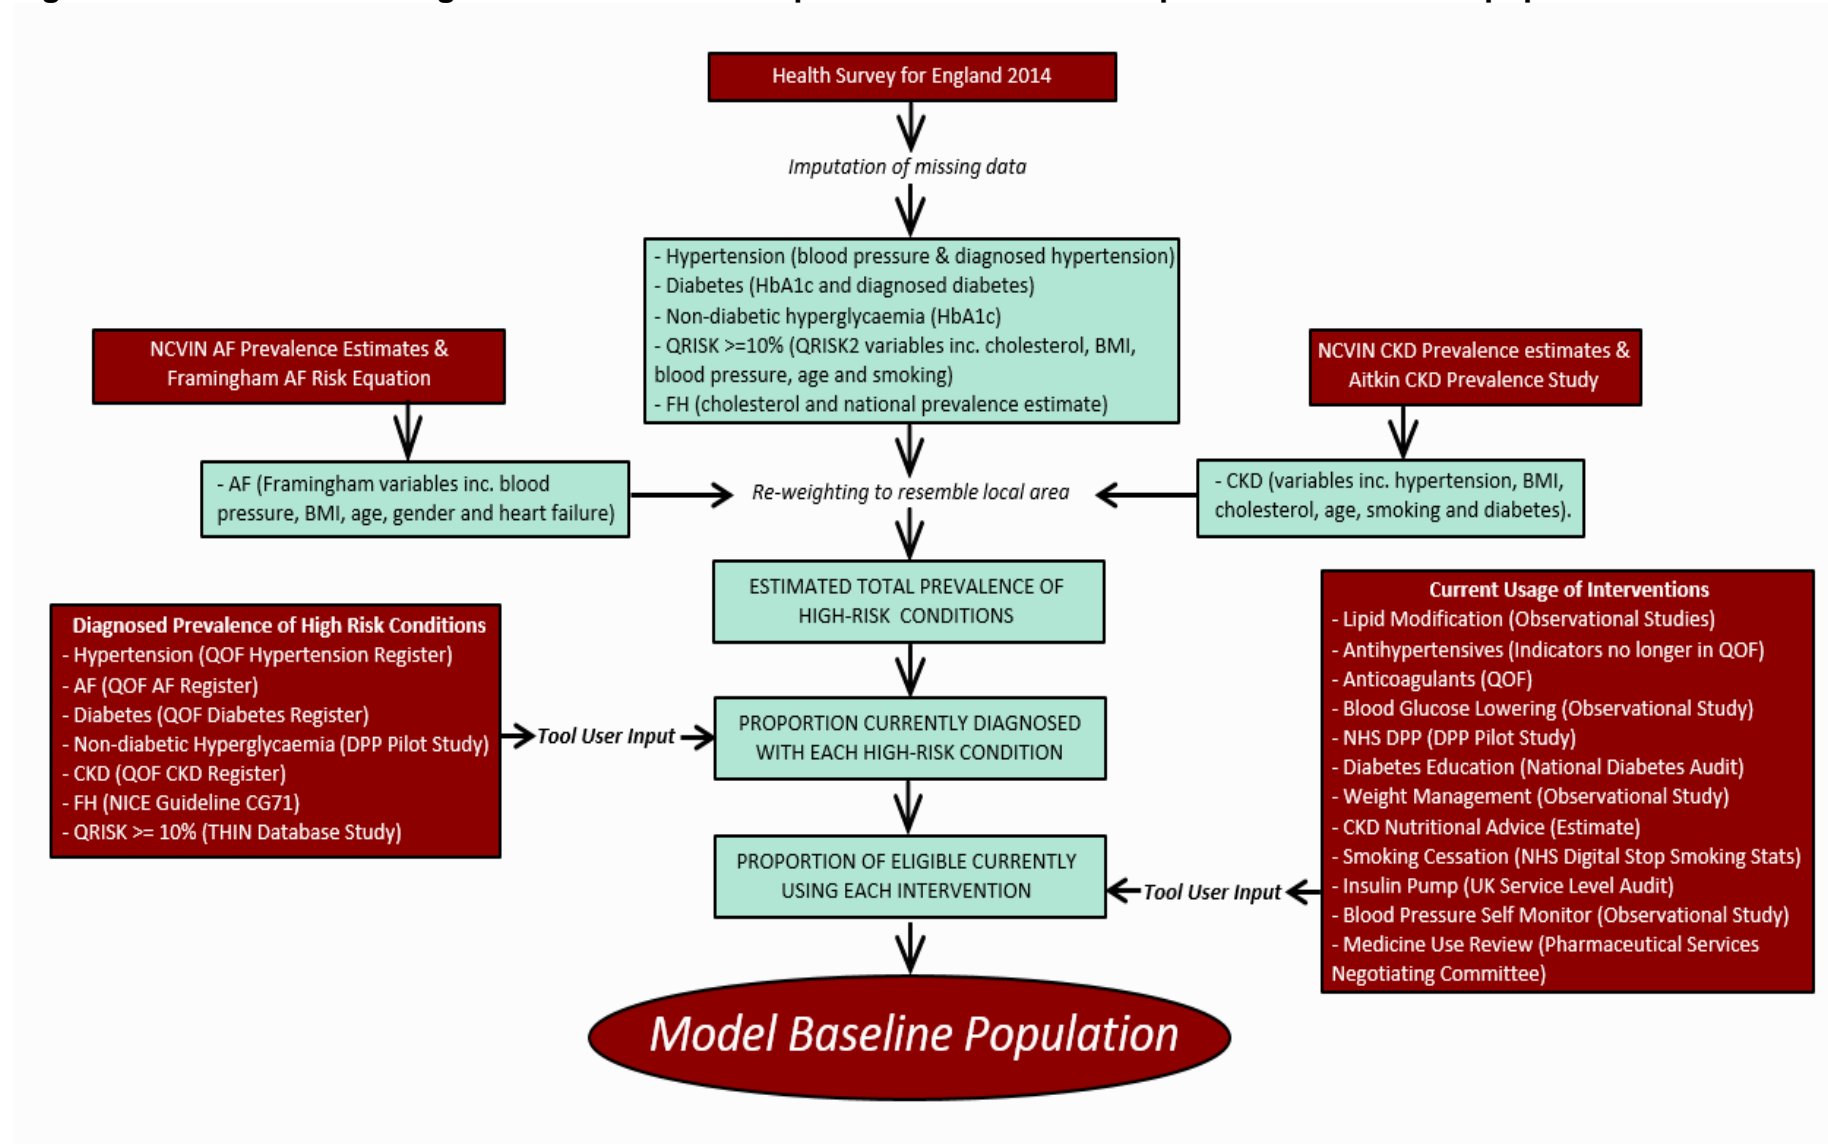 Health Survey for England 2014
Imputation of missing data
- Hypertension (blood pressure & diagnosed hypertension)
- Diabetes (HbA1c and diagnosed diabetes)
- Non-diabetic hyperglycaemia (HbA1c)
- QRISK >=10% (QRISK2 variables inc. cholesterol, BMI,
blood pressure, age and smoking)
- FH (cholesterol and national prevalence estimate)
NCVIN AF Prevalence Estimates &
Framingham AF Risk Equation
NCVIN CKD Prevalence estimates &
Aitkin CKD Prevalence Study
- AF (Framingham variables inc. blood
pressure, BMI, age, gender and heart failure)
Re-weighting to resemble local area
- CKD (variables inc. hypertension, BMI,
cholesterol, age, smoking and diabetes).
ESTIMATED TOTAL PREVALENCE OF
HIGH-RISK CONDITIONS
Diagnosed Prevalence of High Risk Conditions
- Hypertension (QOF Hypertension Register)
- AF (QOF AF Register)
- Diabetes (QOF Diabetes Register)
- Non-diabetic Hyperglycaemia (DPP Pilot Study)
- CKD (QOF CKD Register)
- FH (NICE Guideline CG71)
- QRISK >= 10% (THIN Database Study)
Tool User Input
PROPORTION CURRENTLY DIAGNOSED
WITH EACH HIGH-RISK CONDITION
Current Usage of Interventions
- Lipid Modification (Observational Studies)
- Antihypertensives (Indicators no longer in QOF)
- Anticoagulants (QOF)
- Blood Glucose Lowering (Observational Study)
- NHS DPP (DPP Pilot Study)
- Diabetes Education (National Diabetes Audit)
- Weight Management (Observational Study)
- CKD Nutritional Advice (Estimate)
- Smoking Cessation (NHS Digital Stop Smoking Stats)
- Insulin Pump (UK Service Level Audit)
- Blood Pressure Self Monitor (Observational Study)
- Medicine Use Review (Pharmaceutical Services
Negotiating Committee)
PROPORTION OF ELIGIBLE CURRENTLY
USING EACH INTERVENTION
Tool User Input
Model Baseline Population